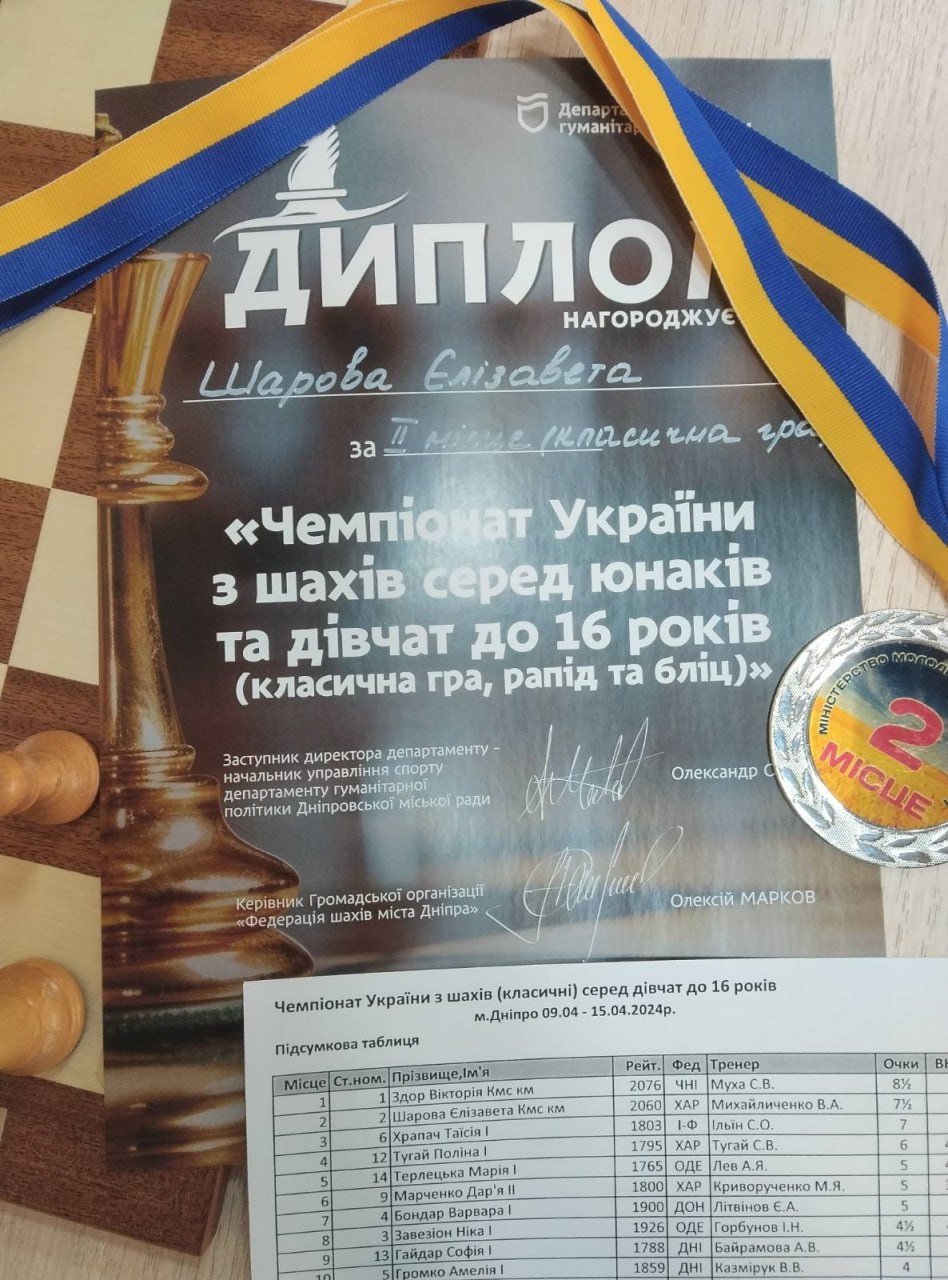 Департа
гуманітар
ДИПЛО
НАГОРОДЖУЄ
Шарова Єлізавета
за II місце (класична гра
«Чемпіонат України
з шахів серед юнаків
та дівчат до 16 років
(класична гра, рапід та бліц)»
МІНІСТЕРСТВО МОЛОД
2
МІСЦЕ
Заступник директора департаменту -
начальник управління спорту
департаменту гуманітарної
політики Дніпровської міської ради
Олександр
Керівник Громадської організації
«Федерація шахів міста Дніпра»
Олексій МАРКОВ
Чемпіонат України з шахів (класичні) серед дівчат до 16 років
м.Дніпро 09.04 - 15.04.2024р.
Підсумкова таблиця
Місце Ст.ном. Прізвище,Ім'я Рейт. Фед Тренер Очки
1 1 Здор Вікторія Кмс км 2076 ЧНІ Муха С.В. 8½
2 2 Шарова Єлізавета Кмс км 2060 ХАР Михайличенко В.А. 7½
3 6 Храпач Таїсія I 1803 І-Ф Ільїн С.О. 7
4 12 Тугай Поліна I 1795 ХАР Тугай С.В. 6
5 14 Терлецька Марія I 1765 ОДЕ Лев А.Я. 5
6 9 Марченко Дар'я II 1800 ХАР Криворученко М.Я. 5
7 4 Бондар Варвара I 1900 ДОН Літвінов Є.А. 5
8 3 Завезіон Ніка I 1926 ОДЕ Горбунов І.Н. 4½
9 13 Гайдар Софія I 1788 ДНІ Байрамова А.В. 4½
10 5 Громко Амелія I 1859 ДНІ Казмірук В.В. 4